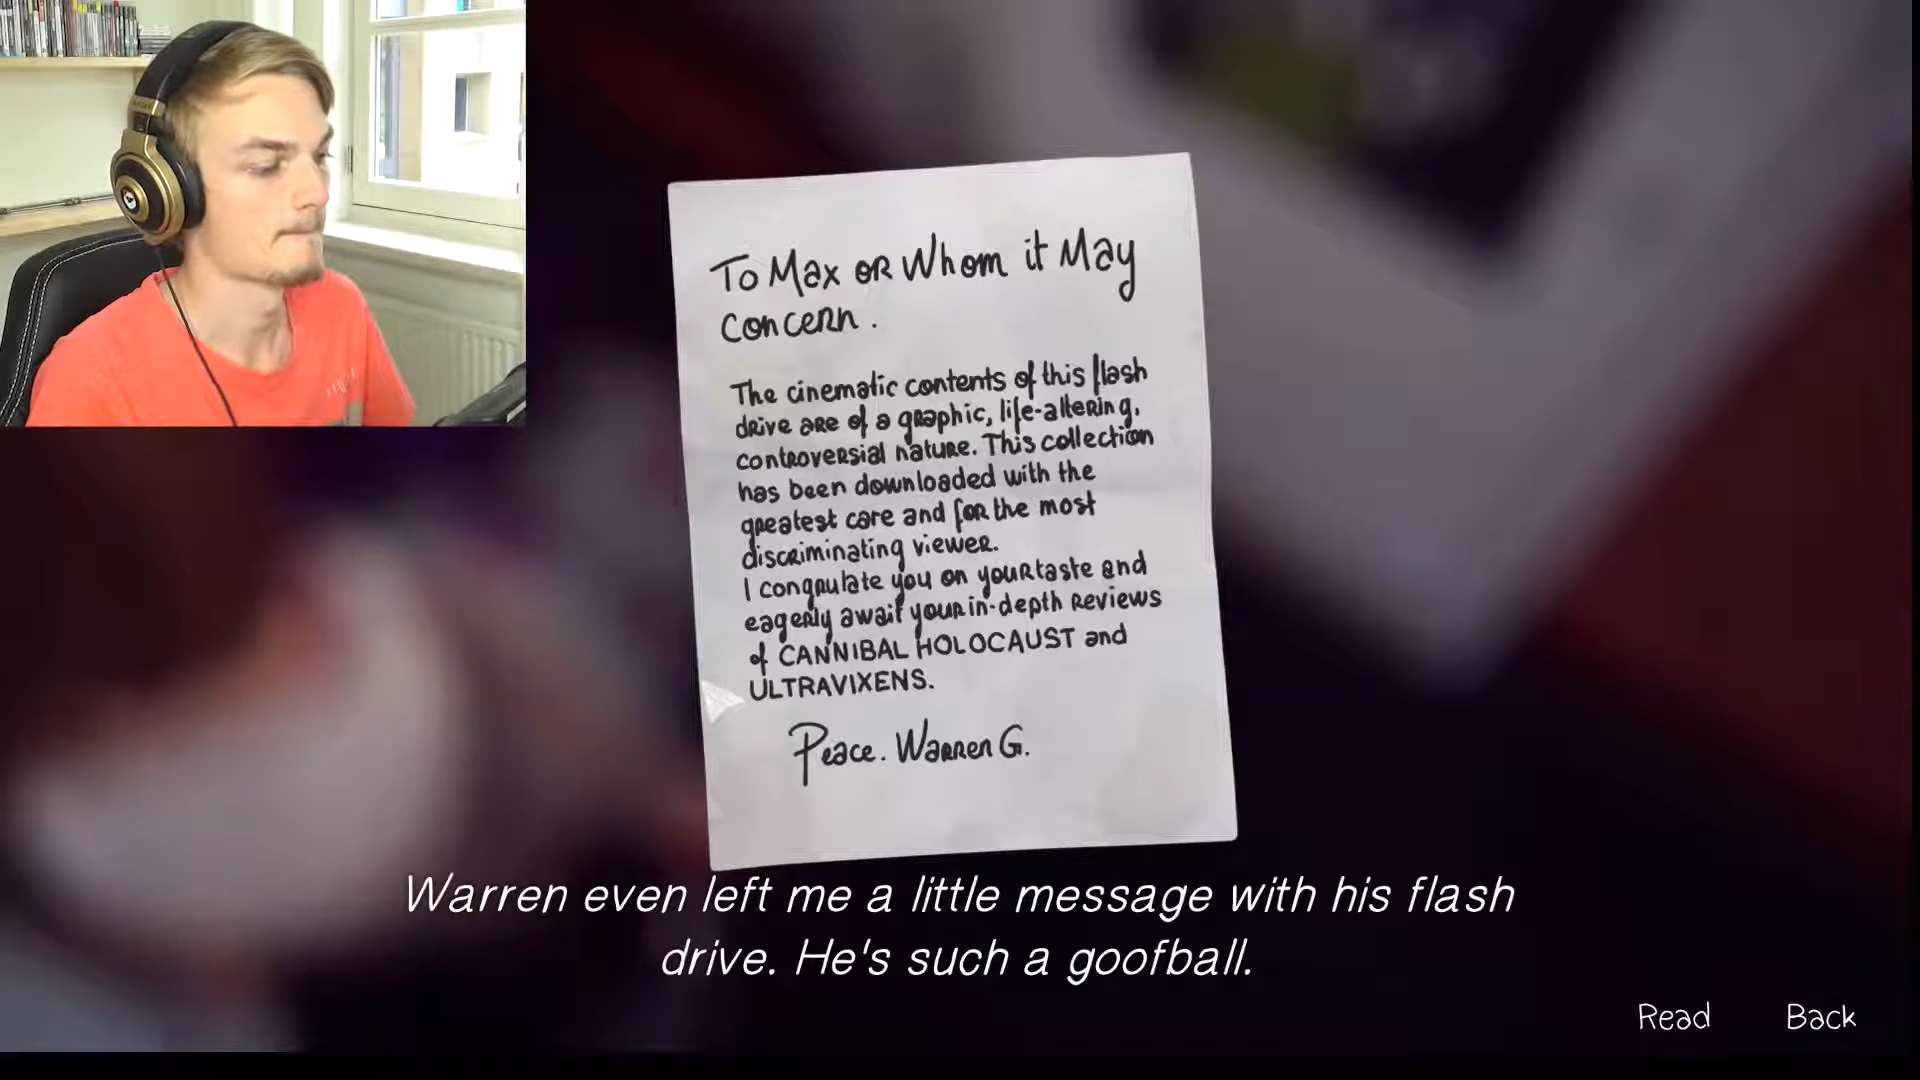 To Max or Whom it May
concern.
The cinematic contents of this flash
drive are of a graphic, life-altering,
controversial nature. This collection
has been downloaded with the
greatest care and for the most
discriminating viewer.
I congrulate you on your taste and
eagerly await your in-depth reviews
of CANNIBAL HOLOCAUST and
ULTRAVIXENS.
Peace. Warren G.
Warren even left me a little message with his flash
drive. He's such a goofball.
Read Back